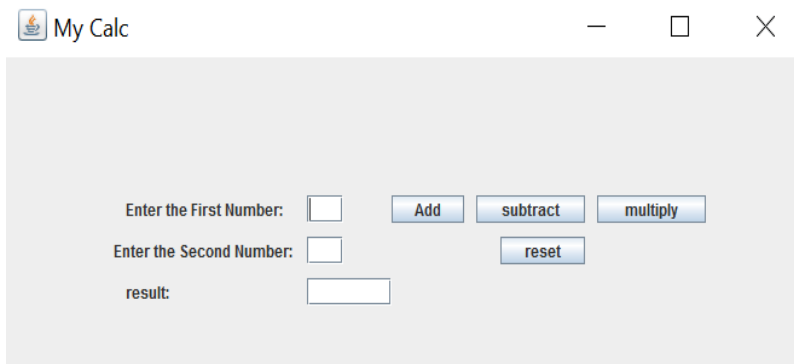 My Calc
Enter the First Number: Add subtract multiply
Enter the Second Number: reset
result: